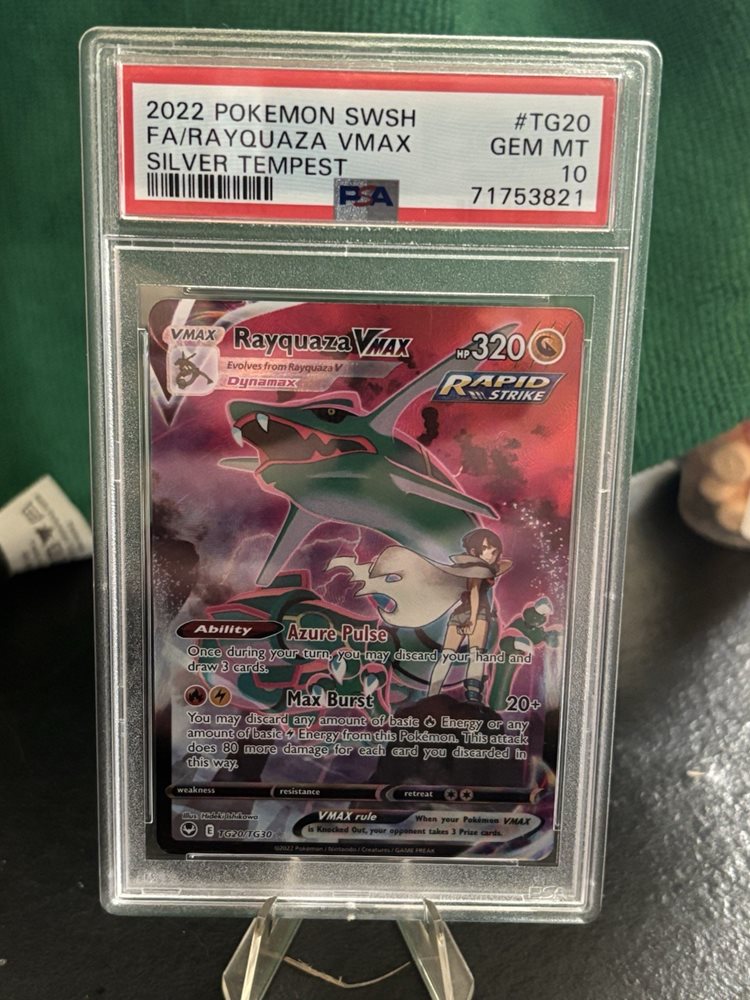 2022 POKEMON SWSH #TG20
FA/RAYQUAZA VMAX GEM MT
SILVER TEMPEST 10
PSA 71753821
VMAX Rayquaza VMAX HP 320
Evolves from Rayquaza V
Dynamax
RAPID
STRIKE
Ability Azure Pulse
Once during your turn, you may discard your hand and
draw 3 cards.
Max Burst 20+
You may discard any amount of basic Energy or any
amount of basic Energy from this Pokémon. This attack
does 80 more damage for each card you discarded in
this way.
weakness resistance retreat
Illus. Hideki Ishikawa
VMAX rule When your Pokémon VMAX
is Knocked Out, your opponent takes 3 Prize cards.
E TG20/TG30
©2022 Pokémon / Nintendo / Creatures / GAME FREAK
PSA